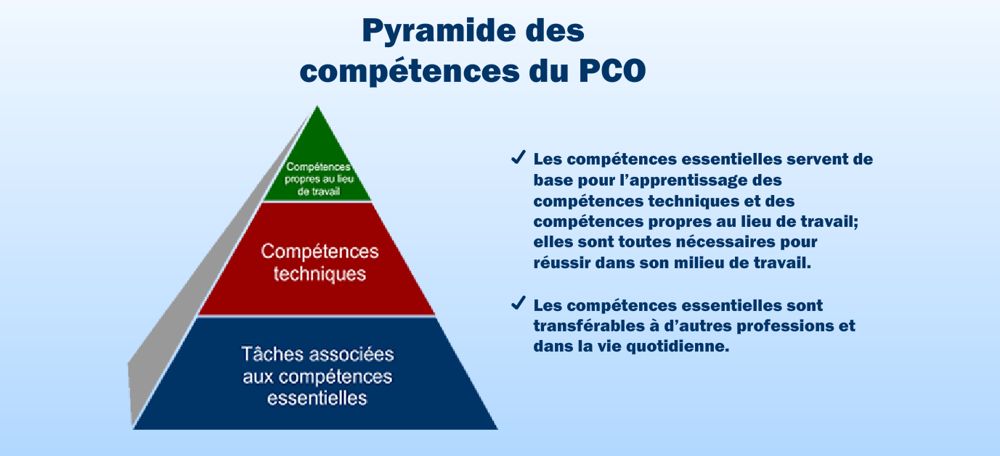 Pyramide des
compétences du PCO
Compétences
propres au lieu
de travail
Compétences
techniques
Tâches associées
aux compétences
essentielles
✓ Les compétences essentielles servent de
base pour l’apprentissage des
compétences techniques et des
compétences propres au lieu de travail;
elles sont toutes nécessaires pour
réussir dans son milieu de travail.
✓ Les compétences essentielles sont
transférables à d’autres professions et
dans la vie quotidienne.